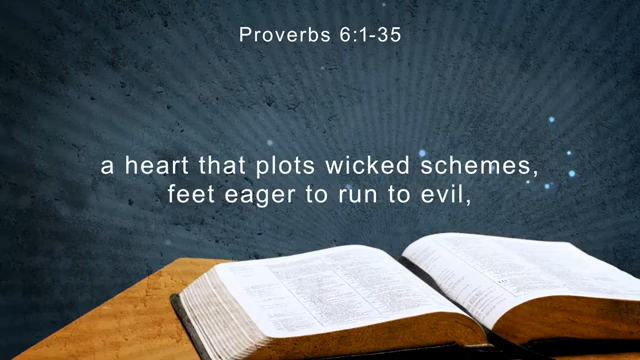 Proverbs 6:1-35
a heart that plots wicked schemes,
feet eager to run to evil,